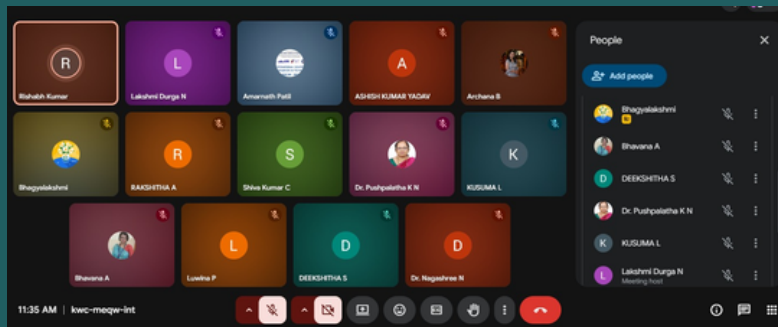 R
Rishabh Kumar
L
Lakshmi Durga N
Amarnath Patil
A
ASHISH KUMAR YADAV
Archana B
Bhagyalakshmi
R
RAKSHITHA A
S
Shiva Kumar C
Dr. Pushpalatha K N
K
KUSUMA L
Bhavana A
L
Luwina P
D
DEEKSHITHA S
D
Dr. Nagashree N
People
Add people
Bhagyalakshmi
Bhavana A
D DEEKSHITHA S
Dr. Pushpalatha K N
K KUSUMA L
L Lakshmi Durga N
Meeting host
11:35 AM | kwc-meqw-int